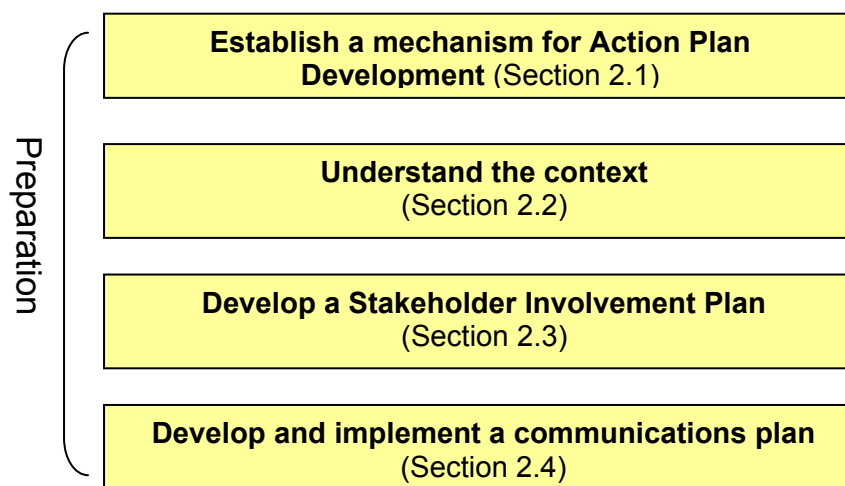 Preparation
Establish a mechanism for Action Plan
Development (Section 2.1)
Understand the context
(Section 2.2)
Develop a Stakeholder Involvement Plan
(Section 2.3)
Develop and implement a communications plan
(Section 2.4)